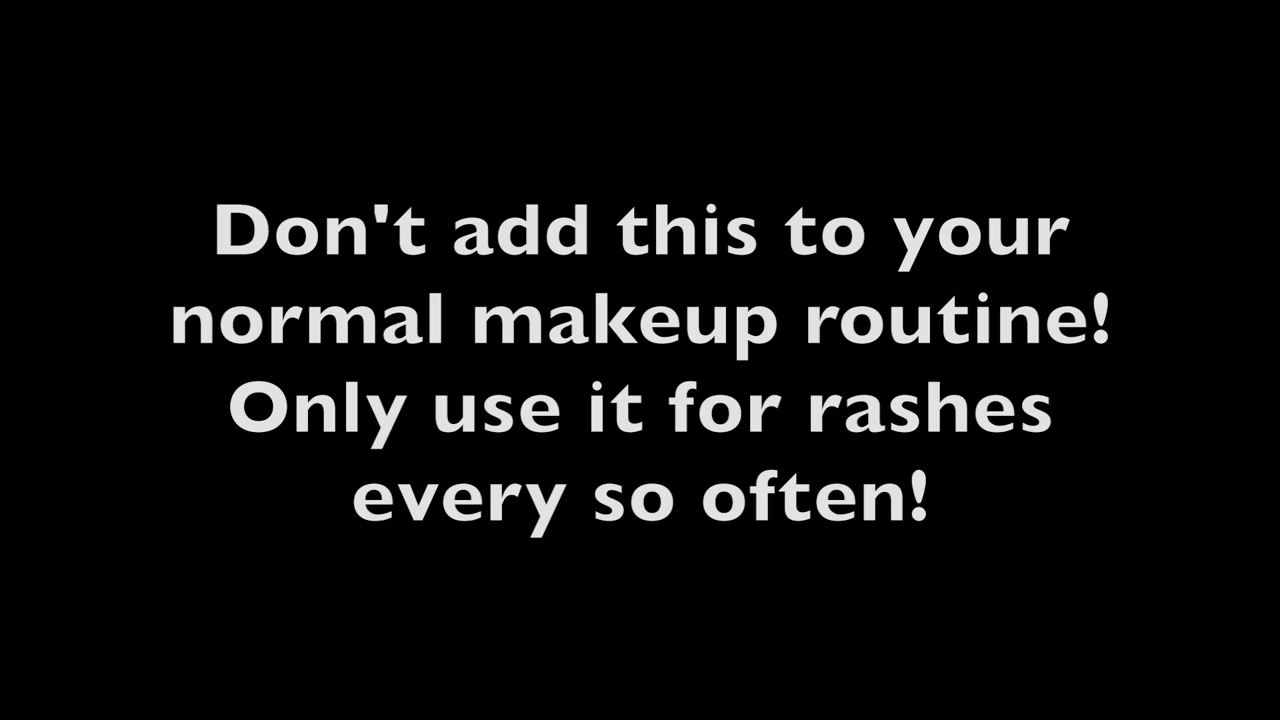 Don't add this to your
normal makeup routine!
Only use it for rashes
every so often!